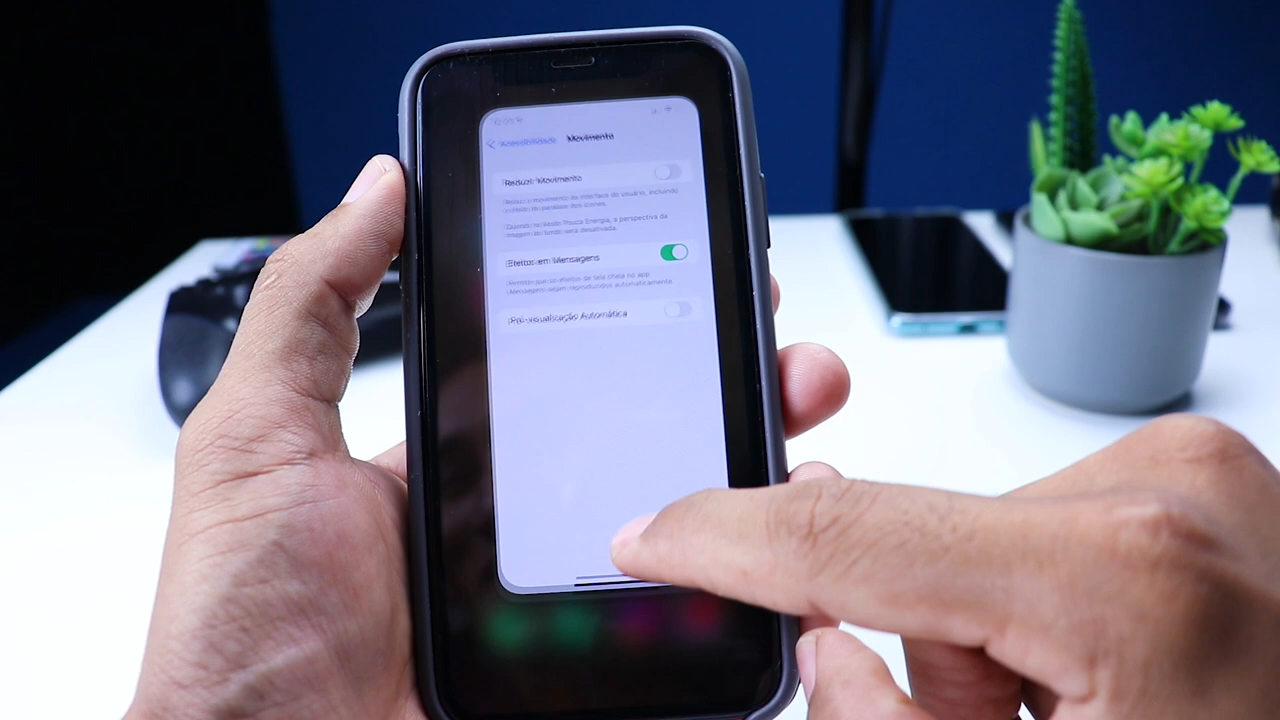 Acessibilidade Movimento
Reduzir Movimento
Reduz o movimento da interface do usuário, incluindo
o efeito de paralaxe dos ícones.
Quando no Modo Pouca Energia, a perspectiva da
imagem de fundo será desativada.
Efeitos em Mensagens
Permite que os efeitos de tela cheia no app
Mensagens sejam reproduzidos automaticamente.
Pré-visualização Automática